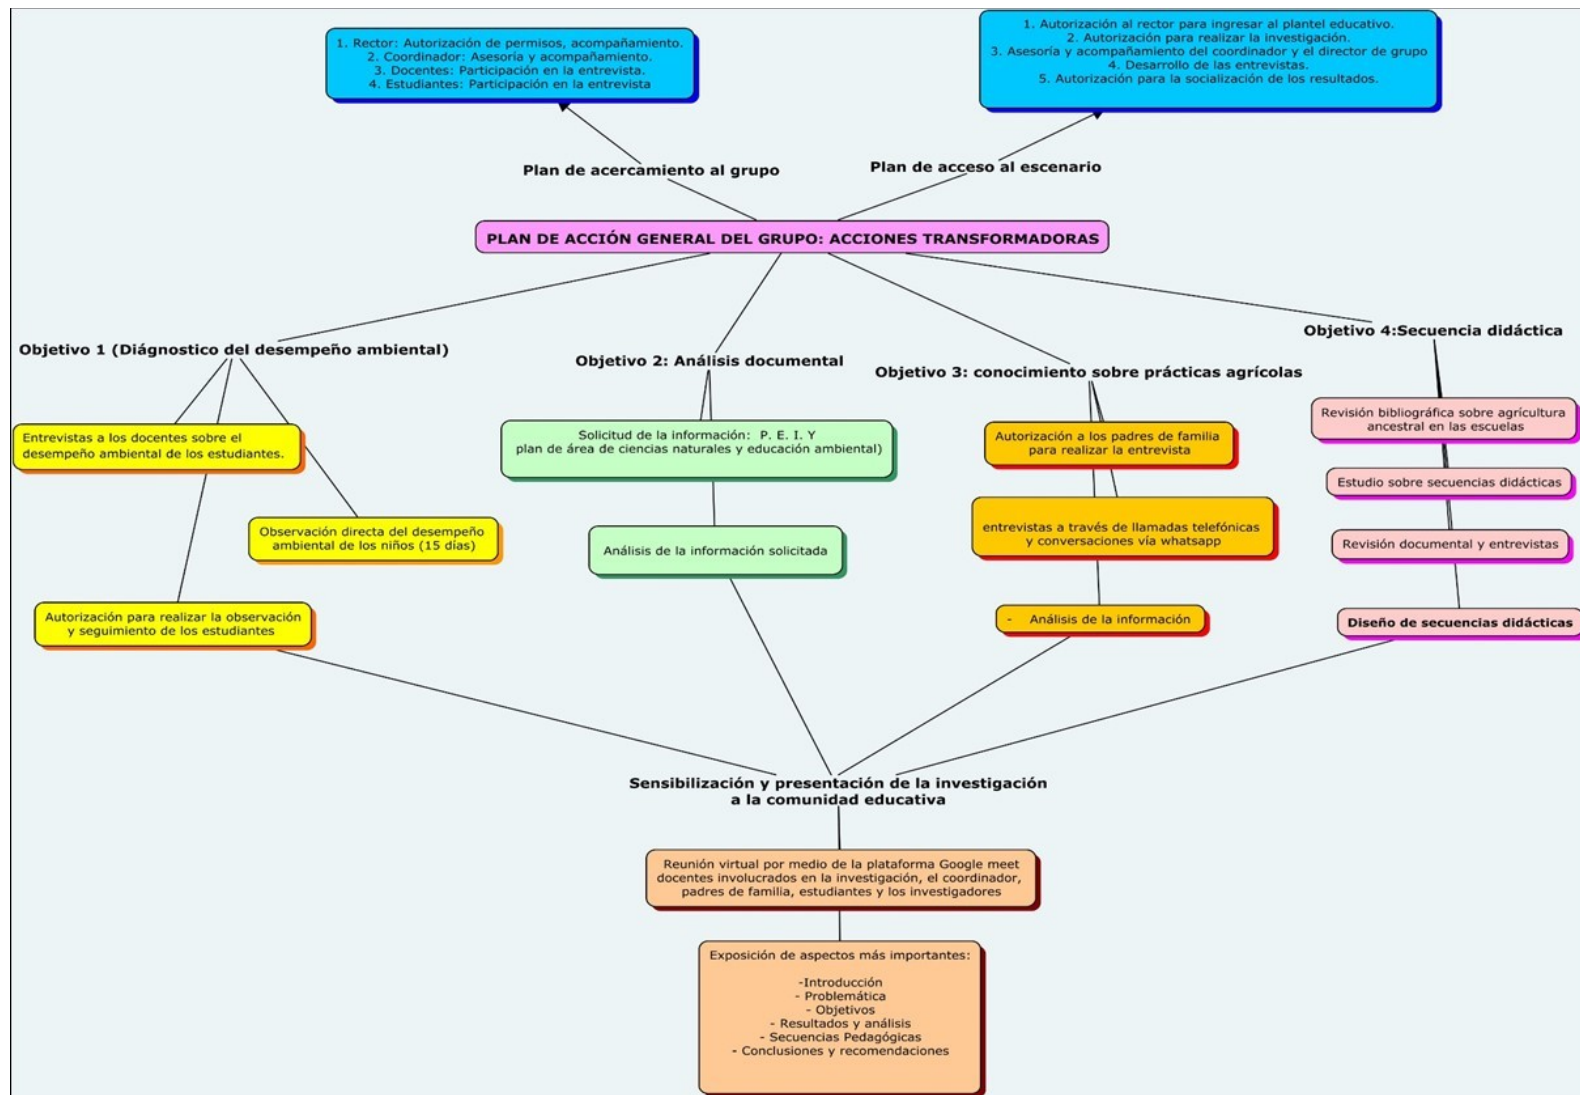 1. Rector: Autorización de permisos, acompañamiento.
2. Coordinador: Asesoría y acompañamiento.
3. Docentes: Participación en la entrevista.
4. Estudiantes: Participación en la entrevista
1. Autorización al rector para ingresar al plantel educativo.
2. Autorización para realizar la investigación.
3. Asesoría y acompañamiento del coordinador y el director de grupo
4. Desarrollo de las entrevistas.
5. Autorización para la socialización de los resultados.
Plan de acercamiento al grupo
Plan de acceso al escenario
PLAN DE ACCIÓN GENERAL DEL GRUPO: ACCIONES TRANSFORMADORAS
Objetivo 1 (Diágnostico del desempeño ambiental)
Entrevistas a los docentes sobre el
desempeño ambiental de los estudiantes.
Observación directa del desempeño
ambiental de los niños (15 días)
Autorización para realizar la observación
y seguimiento de los estudiantes
Objetivo 2: Análisis documental
Solicitud de la información:  P. E. I. Y
plan de área de ciencias naturales y educación ambiental)
Análisis de la información solicitada
Objetivo 3: conocimiento sobre prácticas agrícolas
Autorización a los padres de familia
para realizar la entrevista
entrevistas a través de llamadas telefónicas
y conversaciones vía whatsapp
- Análisis de la información
Objetivo 4:Secuencia didáctica
Revisión bibliográfica sobre agrícultura
ancestral en las escuelas
Estudio sobre secuencias didácticas
Revisión documental y entrevistas
Diseño de secuencias didácticas
Sensibilización y presentación de la investigación
a la comunidad educativa
Reunión virtual por medio de la plataforma Google meet
docentes involucrados en la investigación, el coordinador,
padres de familia, estudiantes y los investigadores
Exposición de aspectos más importantes:
-Introducción
- Problemática
- Objetivos
- Resultados y análisis
- Secuencias Pedagógicas
- Conclusiones y recomendaciones